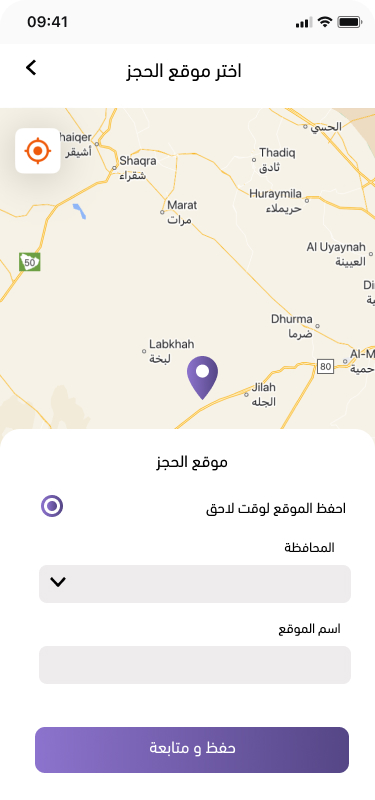 09:41
اختر موقع الحجز
الحسي
haiqer
أشيقر
Shaqra
شقراء
Thadiq
ثادق
Huraymila
حريملاء
Marat
مرات
Al Uyaynah
العيينة
50
Di
Dhurma
ضرما
Labkhah
لبخة
80
Al-M
حمية
Jilah
الجله
موقع الحجز
احفظ الموقع لوقت لاحق
المحافظة
اسم الموقع
حفظ و متابعة